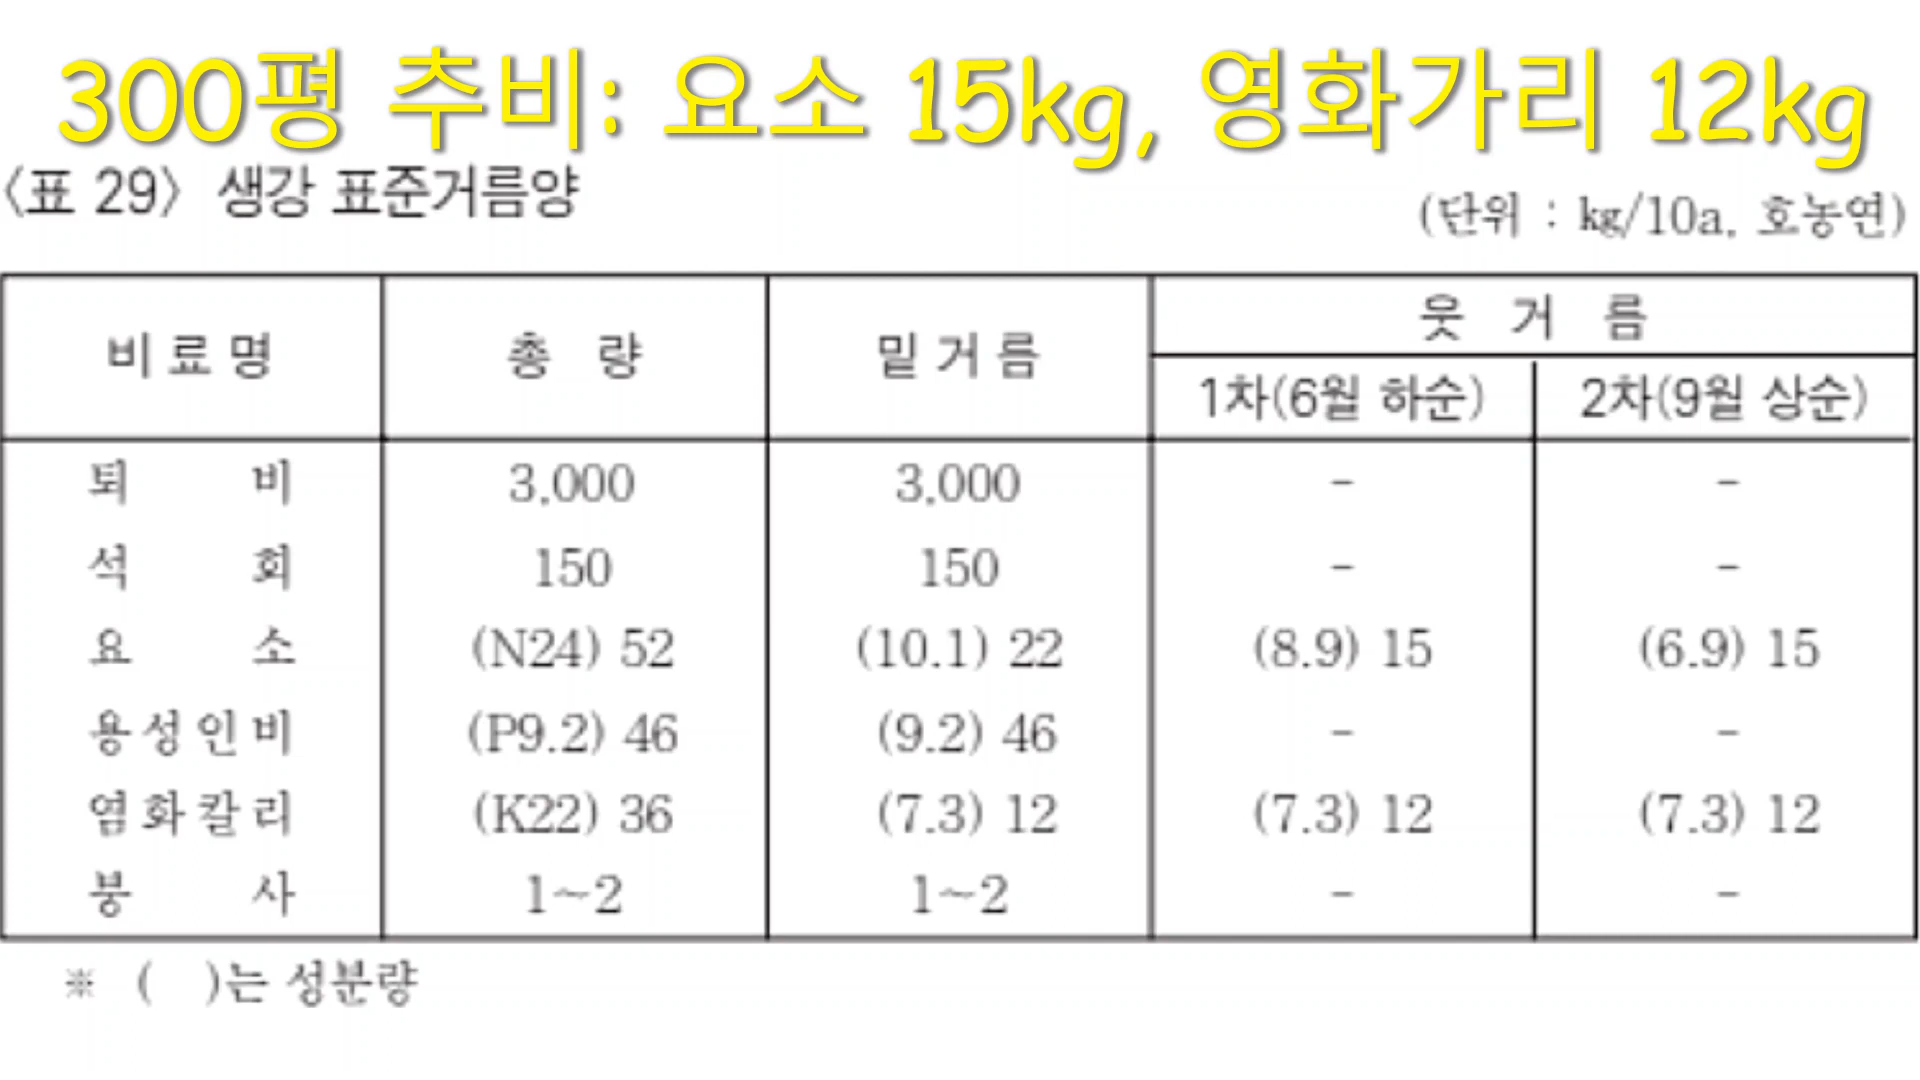 300평 추비: 요소 15kg, 영화가리 12kg
〈표 29〉 생강 표준거름양
(단위 : kg/10a, 호농연)
비료명 총 량 밑거름 웃 거 름
1차(6월 하순) 2차(9월 상순)
퇴 비 3,000 3,000 - -
석 회 150 150 - -
요 소 (N24) 52 (10.1) 22 (8.9) 15 (6.9) 15
용성인비 (P9.2) 46 (9.2) 46 - -
염화칼리 (K22) 36 (7.3) 12 (7.3) 12 (7.3) 12
붕 사 1~2 1~2 - -
※ ( )는 성분량